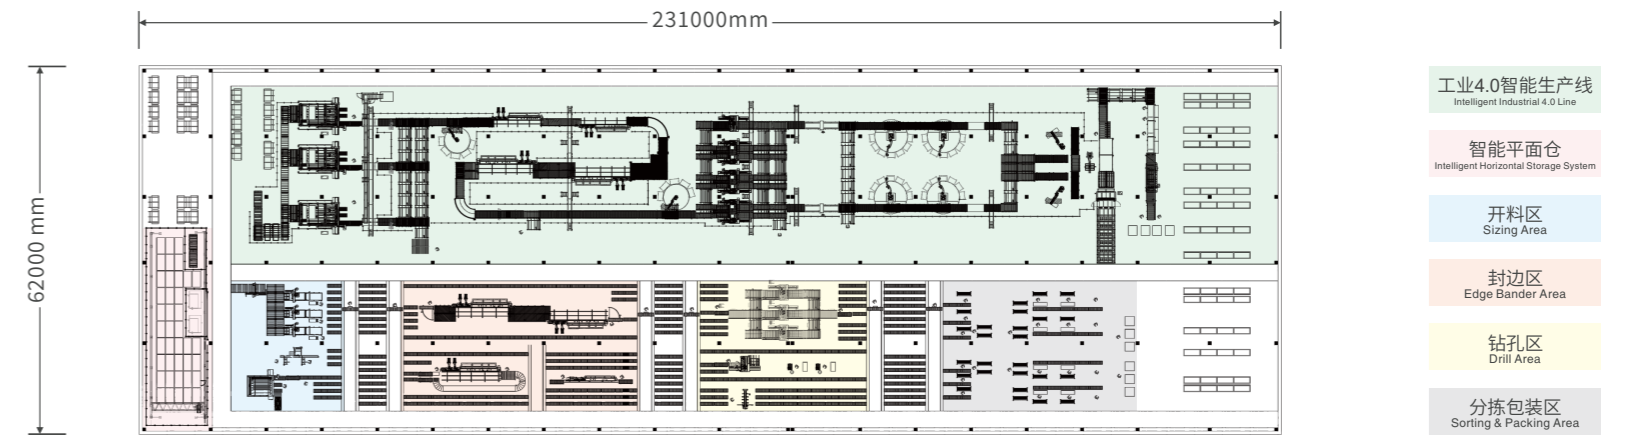 231000mm
62000 mm
工业4.0智能生产线
Intelligent Industrial 4.0 Line
智能平面仓
Intelligent Horizontal Storage System
开料区
Sizing Area
封边区
Edge Bander Area
钻孔区
Drill Area
分拣包装区
Sorting & Packing Area